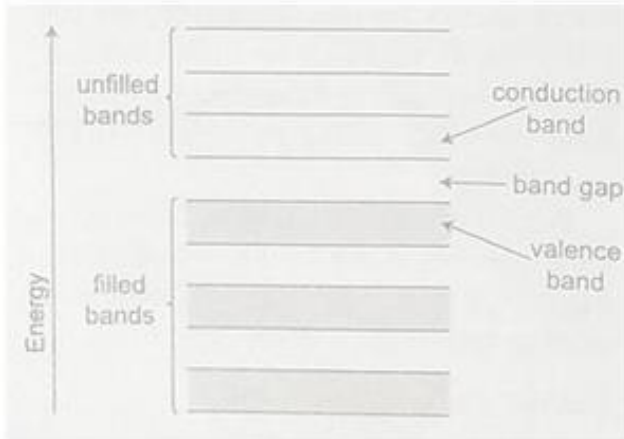 unfilled
bands
conduction
band
band gap
valence
band
filled
bands
Energy